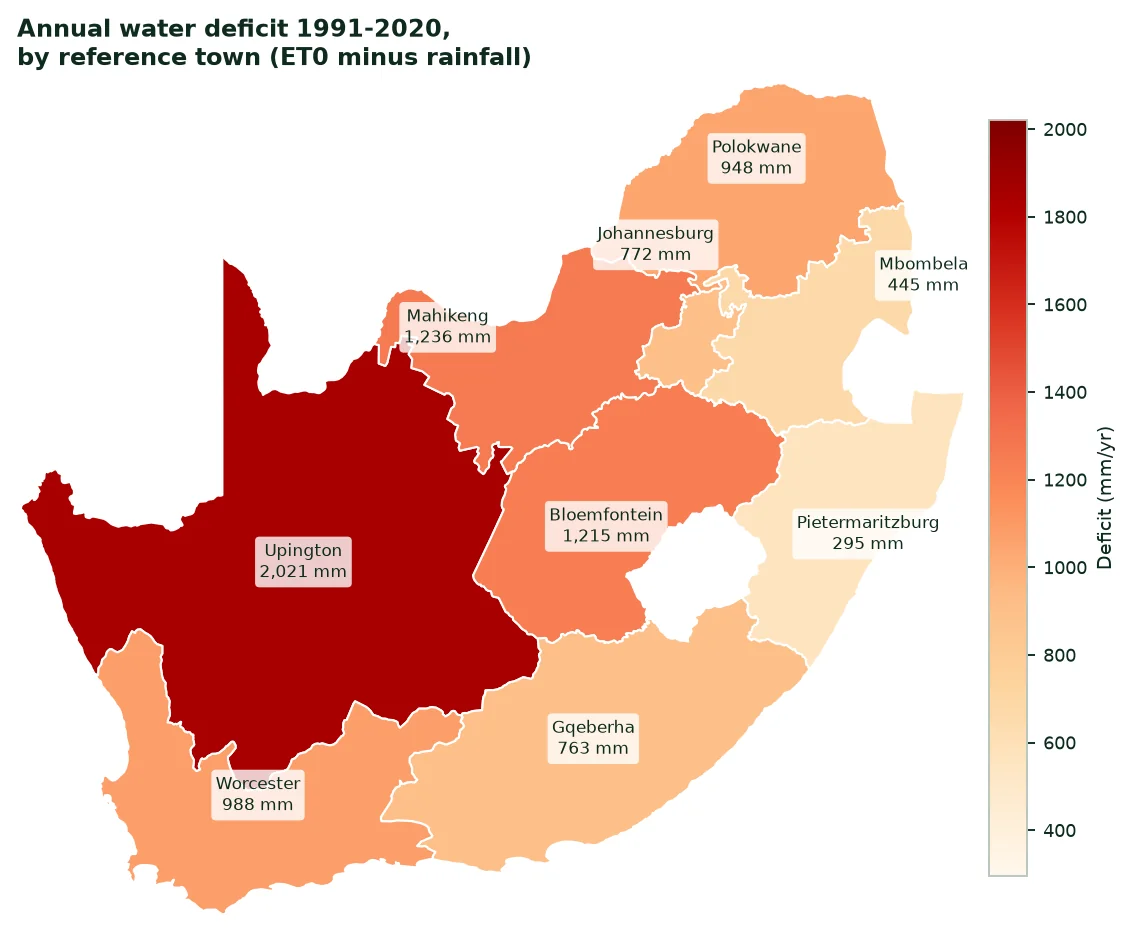 Annual water deficit 1991-2020,
by reference town (ET0 minus rainfall)
Polokwane
948 mm
Johannesburg
772 mm
Mbombela
445 mm
Mahikeng
1,236 mm
Bloemfontein
1,215 mm
Pietermaritzburg
295 mm
Upington
2,021 mm
Gqeberha
763 mm
Worcester
988 mm
2000
1800
1600
1400
1200
1000
800
600
400
Deficit (mm/yr)